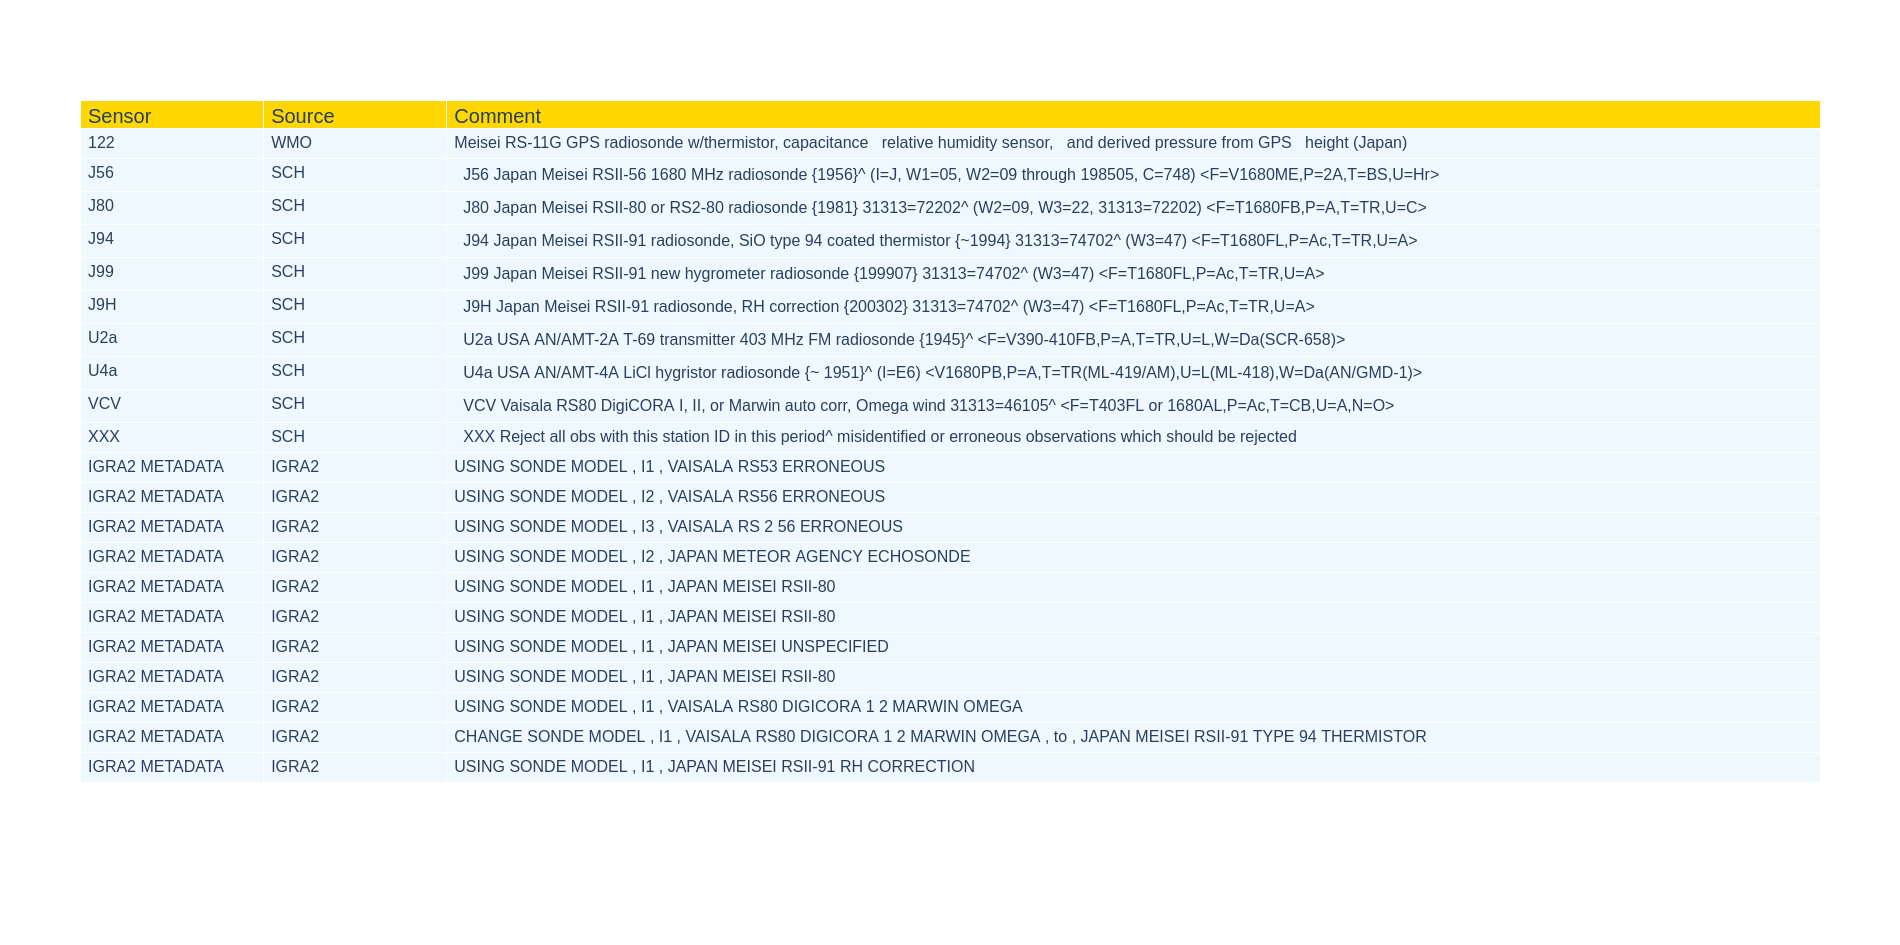 Sensor Source Comment
122 WMO Meisei RS-11G GPS radiosonde w/thermistor, capacitance   relative humidity sensor,   and derived pressure from GPS   height (Japan)
J56 SCH J56 Japan Meisei RSII-56 1680 MHz radiosonde {1956}^ (I=J, W1=05, W2=09 through 198505, C=748) <F=V1680ME,P=2A,T=BS,U=Hr>
J80 SCH J80 Japan Meisei RSII-80 or RS2-80 radiosonde {1981} 31313=72202^ (W2=09, W3=22, 31313=72202) <F=T1680FB,P=A,T=TR,U=C>
J94 SCH J94 Japan Meisei RSII-91 radiosonde, SiO type 94 coated thermistor {~1994} 31313=74702^ (W3=47) <F=T1680FL,P=Ac,T=TR,U=A>
J99 SCH J99 Japan Meisei RSII-91 new hygrometer radiosonde {199907} 31313=74702^ (W3=47) <F=T1680FL,P=Ac,T=TR,U=A>
J9H SCH J9H Japan Meisei RSII-91 radiosonde, RH correction {200302} 31313=74702^ (W3=47) <F=T1680FL,P=Ac,T=TR,U=A>
U2a SCH U2a USA AN/AMT-2A T-69 transmitter 403 MHz FM radiosonde {1945}^ <F=V390-410FB,P=A,T=TR,U=L,W=Da(SCR-658)>
U4a SCH U4a USA AN/AMT-4A LiCl hygristor radiosonde {~ 1951}^ (I=E6) <V1680PB,P=A,T=TR(ML-419/AM),U=L(ML-418),W=Da(AN/GMD-1)>
VCV SCH VCV Vaisala RS80 DigiCORA I, II, or Marwin auto corr, Omega wind 31313=46105^ <F=T403FL or 1680AL,P=Ac,T=CB,U=A,N=O>
XXX SCH XXX Reject all obs with this station ID in this period^ misidentified or erroneous observations which should be rejected
IGRA2 METADATA IGRA2 USING SONDE MODEL , I1 , VAISALA RS53 ERRONEOUS
IGRA2 METADATA IGRA2 USING SONDE MODEL , I2 , VAISALA RS56 ERRONEOUS
IGRA2 METADATA IGRA2 USING SONDE MODEL , I3 , VAISALA RS 2 56 ERRONEOUS
IGRA2 METADATA IGRA2 USING SONDE MODEL , I2 , JAPAN METEOR AGENCY ECHOSONDE
IGRA2 METADATA IGRA2 USING SONDE MODEL , I1 , JAPAN MEISEI RSII-80
IGRA2 METADATA IGRA2 USING SONDE MODEL , I1 , JAPAN MEISEI RSII-80
IGRA2 METADATA IGRA2 USING SONDE MODEL , I1 , JAPAN MEISEI UNSPECIFIED
IGRA2 METADATA IGRA2 USING SONDE MODEL , I1 , JAPAN MEISEI RSII-80
IGRA2 METADATA IGRA2 USING SONDE MODEL , I1 , VAISALA RS80 DIGICORA 1 2 MARWIN OMEGA
IGRA2 METADATA IGRA2 CHANGE SONDE MODEL , I1 , VAISALA RS80 DIGICORA 1 2 MARWIN OMEGA , to , JAPAN MEISEI RSII-91 TYPE 94 THERMISTOR
IGRA2 METADATA IGRA2 USING SONDE MODEL , I1 , JAPAN MEISEI RSII-91 RH CORRECTION